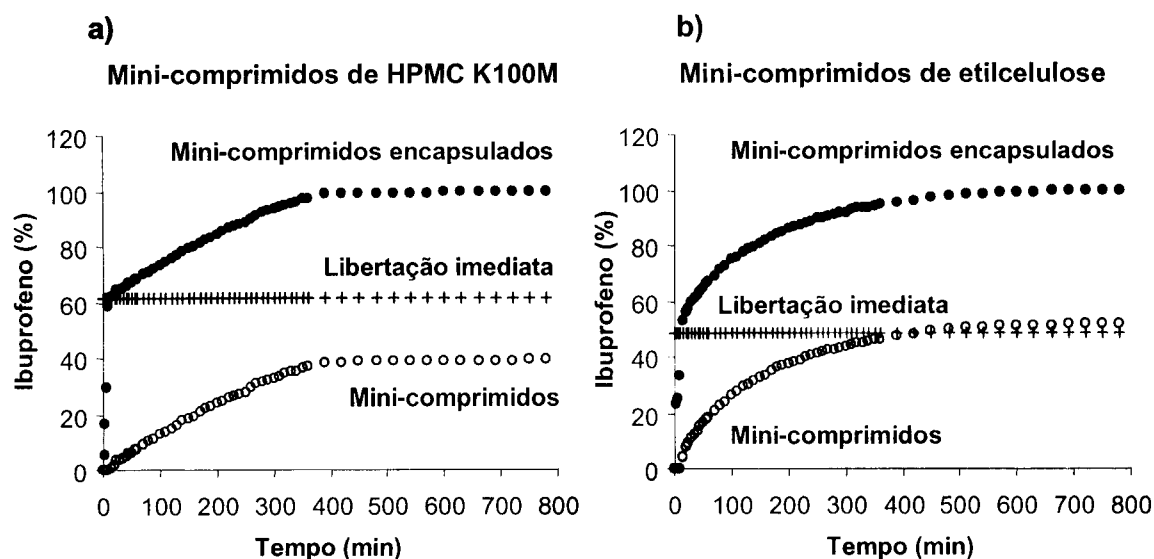 a)
Mini-comprimidos de HPMC K100M
120
100
80
60
40
20
0
Ibuprofeno (%)
Mini-comprimidos encapsulados
Libertação imediata
Mini-comprimidos
0 100 200 300 400 500 600 700 800
Tempo (min)
b)
Mini-comprimidos de etilcelulose
120
100
80
60
40
20
0
Ibuprofeno (%)
Mini-comprimidos encapsulados
Libertação imediata
Mini-comprimidos
0 100 200 300 400 500 600 700 800
Tempo (min)